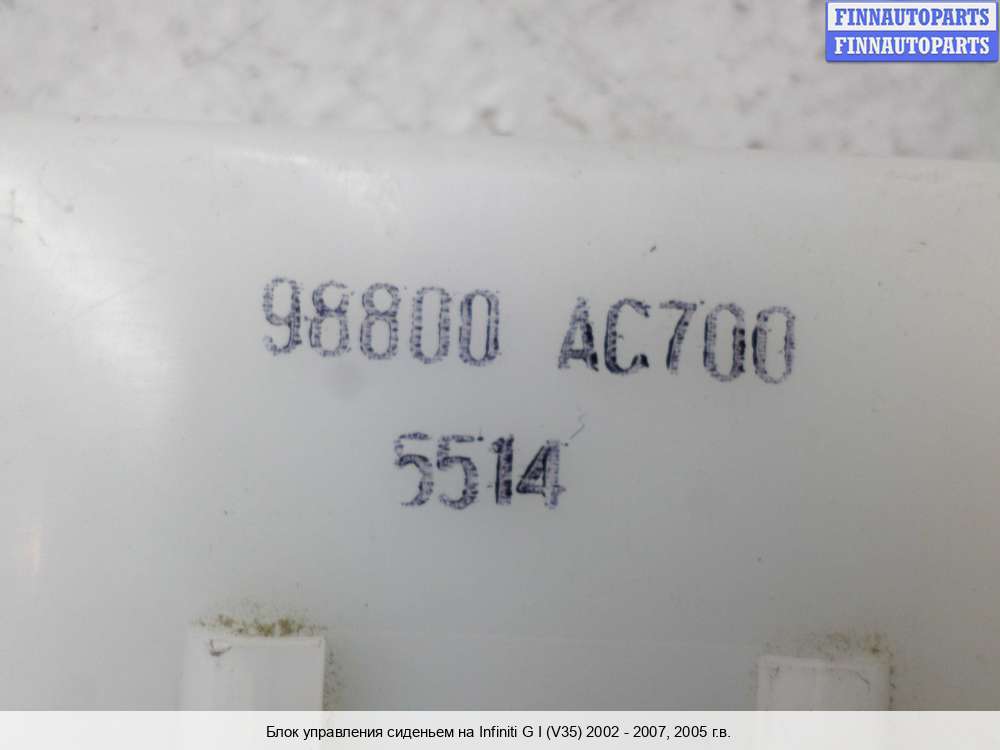 FINNAUTOPARTS
FINNAUTOPARTS
98800 AC700
5514
Блок управления сиденьем на Infiniti G I (V35) 2002 - 2007, 2005 г.в.